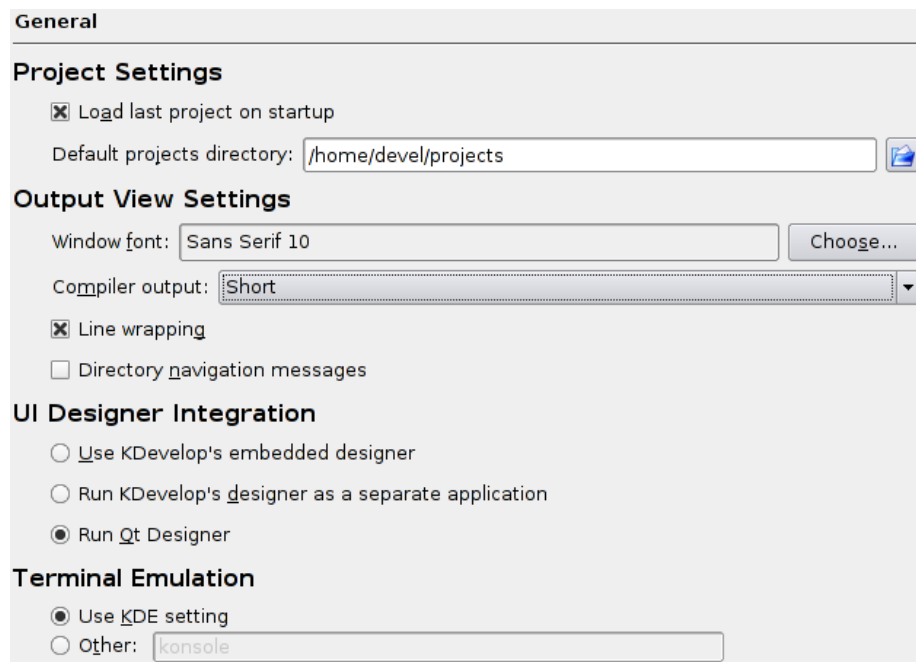 General
Project Settings
Load last project on startup
Default projects directory: /home/devel/projects
Output View Settings
Window font: Sans Serif 10 Choose...
Compiler output: Short
Line wrapping
Directory navigation messages
UI Designer Integration
Use KDevelop's embedded designer
Run KDevelop's designer as a separate application
Run Qt Designer
Terminal Emulation
Use KDE setting
Other: konsole